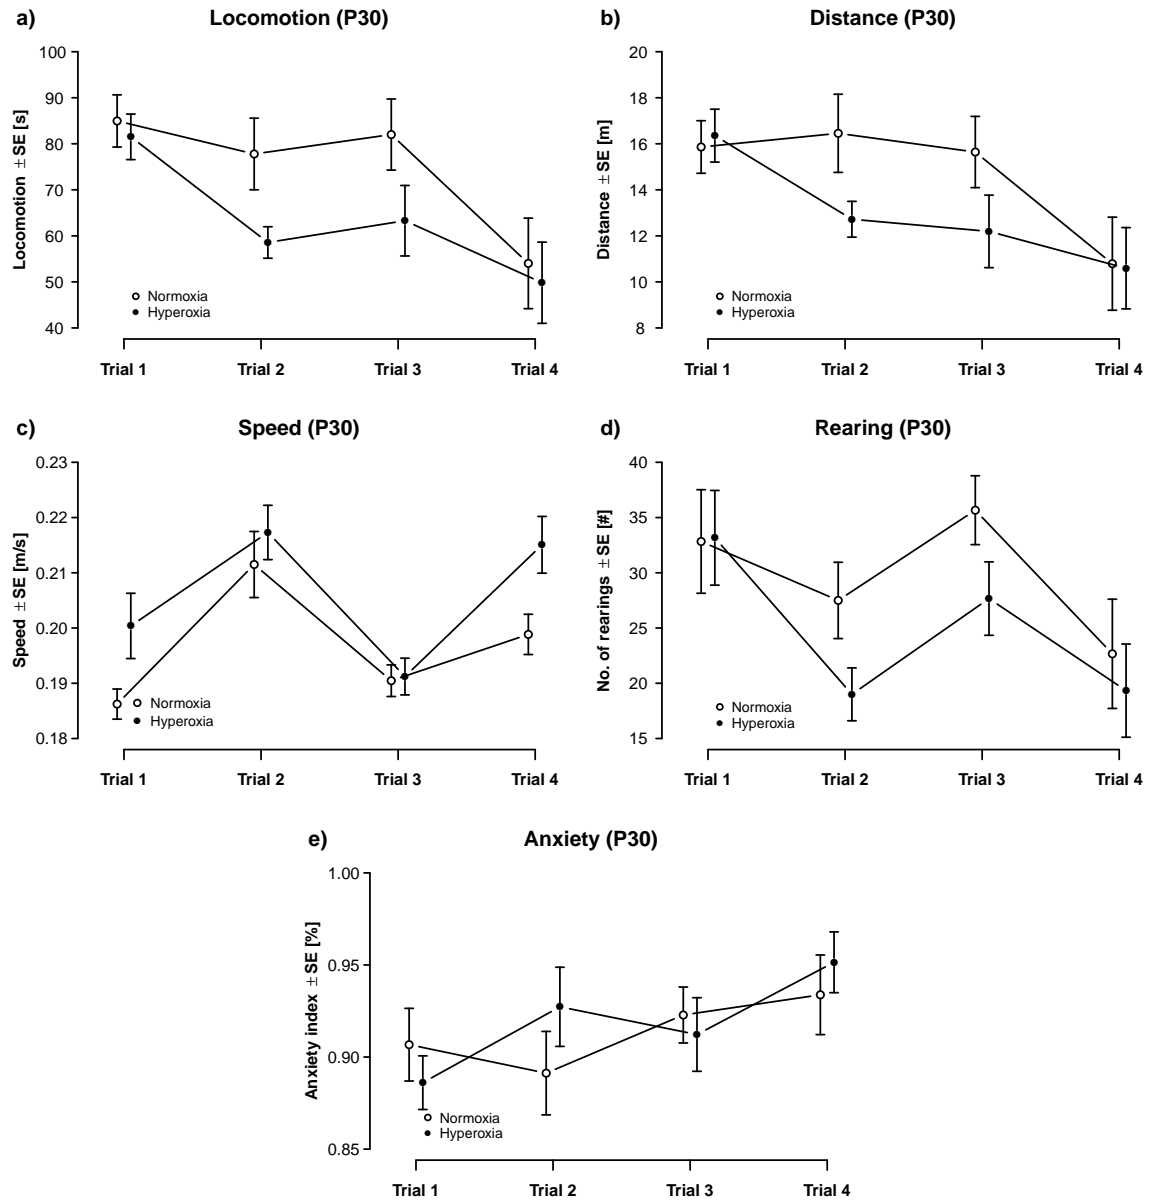 a) Locomotion (P30)
Locomotion ± SE [s]
100
90
80
70
60
50
40
Normoxia
Hyperoxia
Trial 1 Trial 2 Trial 3 Trial 4
b) Distance (P30)
Distance ± SE [m]
20
18
16
14
12
10
8
Normoxia
Hyperoxia
Trial 1 Trial 2 Trial 3 Trial 4
c) Speed (P30)
Speed ± SE [m/s]
0.23
0.22
0.21
0.20
0.19
0.18
Normoxia
Hyperoxia
Trial 1 Trial 2 Trial 3 Trial 4
d) Rearing (P30)
No. of rearings ± SE [#]
40
35
30
25
20
15
Normoxia
Hyperoxia
Trial 1 Trial 2 Trial 3 Trial 4
e) Anxiety (P30)
Anxiety index ± SE [%]
1.00
0.95
0.90
0.85
Normoxia
Hyperoxia
Trial 1 Trial 2 Trial 3 Trial 4